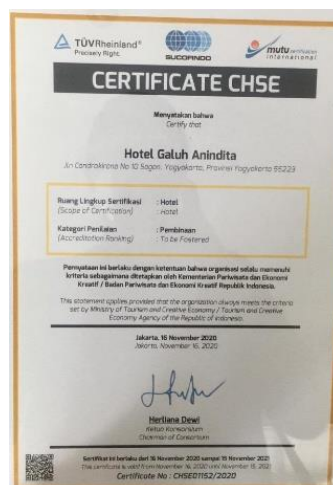 TÜVRheinland®
Precisely Right.
SUCOFINDO
mutu certification
international
CERTIFICATE CHSE
Menyatakan bahwa
Certify that
Hotel Galuh Anindita
Jln Candrakirana No 10 Sagan, Yogyakarta, Provinsi Yogyakarta 55223
Ruang Lingkup Sertifikasi : Hotel
(Scope of Certification) : Hotel
Kategori Penilaian : Pembinaan
(Accreditation Ranking) : To be Fostered
Pernyataan ini berlaku dengan ketentuan bahwa organisasi selalu memenuhi
kriteria sebagaimana ditetapkan oleh Kementerian Pariwisata dan Ekonomi
Kreatif / Badan Pariwisata dan Ekonomi Kreatif Republik Indonesia.
This statement applies provided that the organization always meets the criteria
set by Ministry of Tourism and Creative Economy / Tourism and Creative
Economy Agency of the Republic of Indonesia.
Jakarta, 16 November 2020
Jakarta, November 16, 2020
Herliana Dewi
Ketua Konsorsium
Chairman of Consortium
Sertifikat ini berlaku dari 16 November 2020 sampai 15 November 2021
This certificate is valid from November 16, 2020 until November 15, 2021
Certificate No : CHSE01152/2020